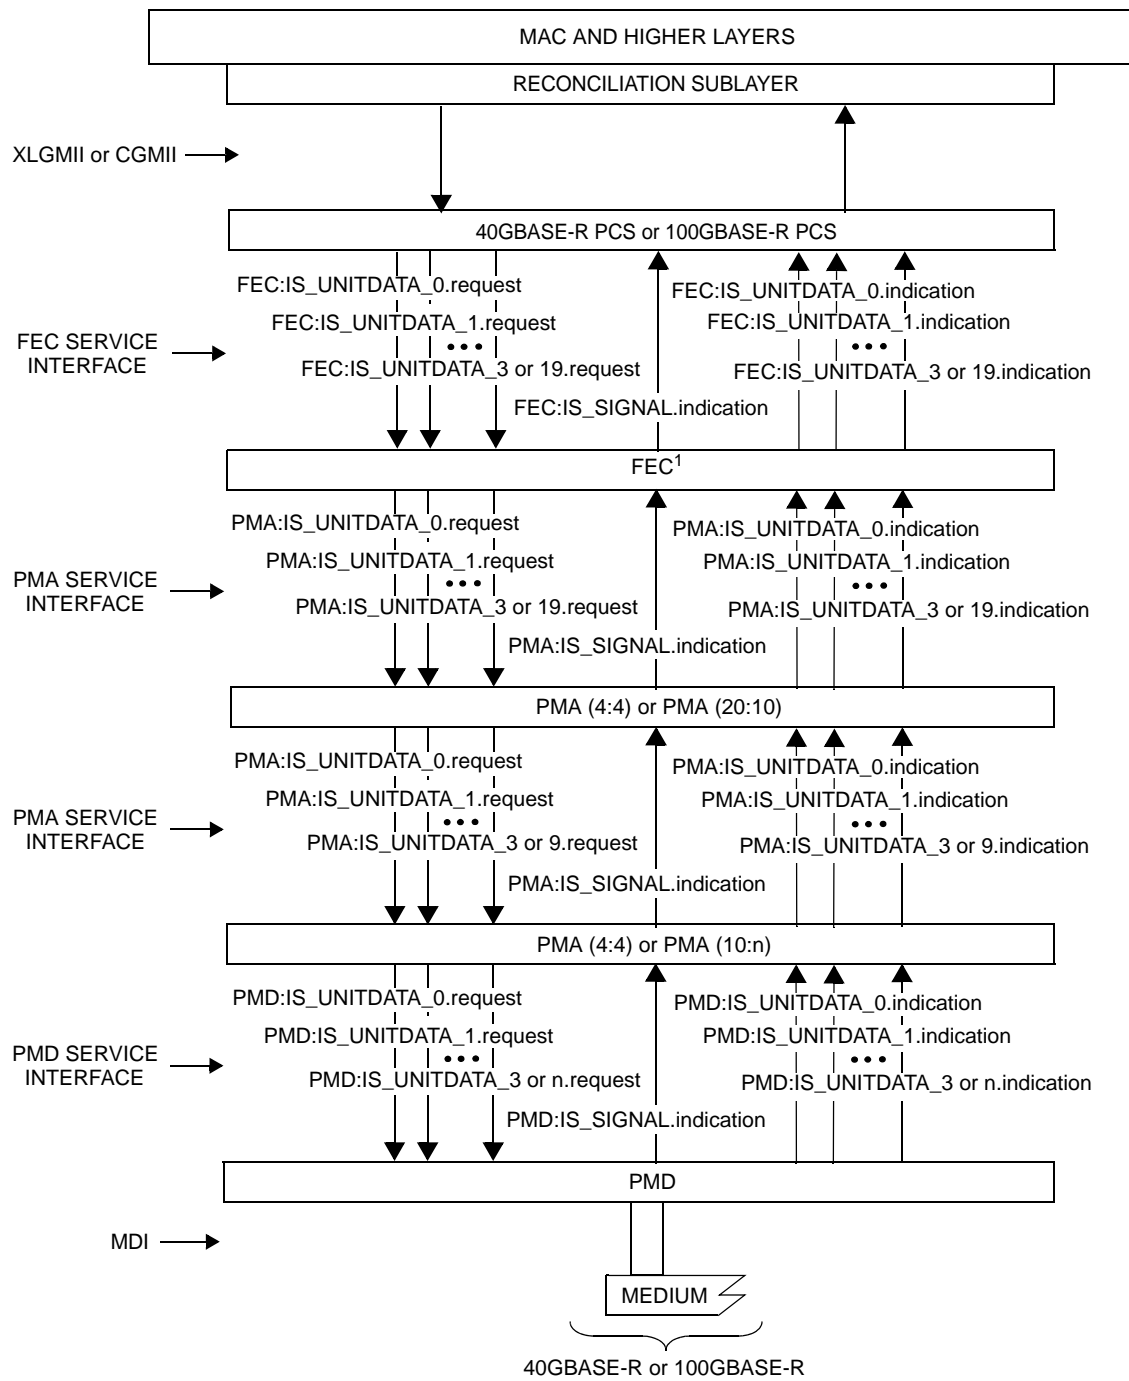 MAC AND HIGHER LAYERS
RECONCILIATION SUBLAYER
XLGMII or CGMII
40GBASE-R PCS or 100GBASE-R PCS
FEC:IS_UNITDATA_0.request
FEC:IS_UNITDATA_0.indication
FEC:IS_UNITDATA_1.request
FEC:IS_UNITDATA_1.indication
FEC SERVICE
INTERFACE
•••
•••
FEC:IS_UNITDATA_3 or 19.request
FEC:IS_UNITDATA_3 or 19.indication
FEC:IS_SIGNAL.indication
FEC1
PMA:IS_UNITDATA_0.request
PMA:IS_UNITDATA_0.indication
PMA:IS_UNITDATA_1.request
PMA:IS_UNITDATA_1.indication
PMA SERVICE
INTERFACE
•••
•••
PMA:IS_UNITDATA_3 or 19.request
PMA:IS_UNITDATA_3 or 19.indication
PMA:IS_SIGNAL.indication
PMA (4:4) or PMA (20:10)
PMA:IS_UNITDATA_0.request
PMA:IS_UNITDATA_0.indication
PMA:IS_UNITDATA_1.request
PMA:IS_UNITDATA_1.indication
PMA SERVICE
INTERFACE
•••
•••
PMA:IS_UNITDATA_3 or 9.request
PMA:IS_UNITDATA_3 or 9.indication
PMA:IS_SIGNAL.indication
PMA (4:4) or PMA (10:n)
PMD:IS_UNITDATA_0.request
PMD:IS_UNITDATA_0.indication
PMD:IS_UNITDATA_1.request
PMD:IS_UNITDATA_1.indication
PMD SERVICE
INTERFACE
•••
•••
PMD:IS_UNITDATA_3 or n.request
PMD:IS_UNITDATA_3 or n.indication
PMD:IS_SIGNAL.indication
PMD
MDI
MEDIUM
40GBASE-R or 100GBASE-R